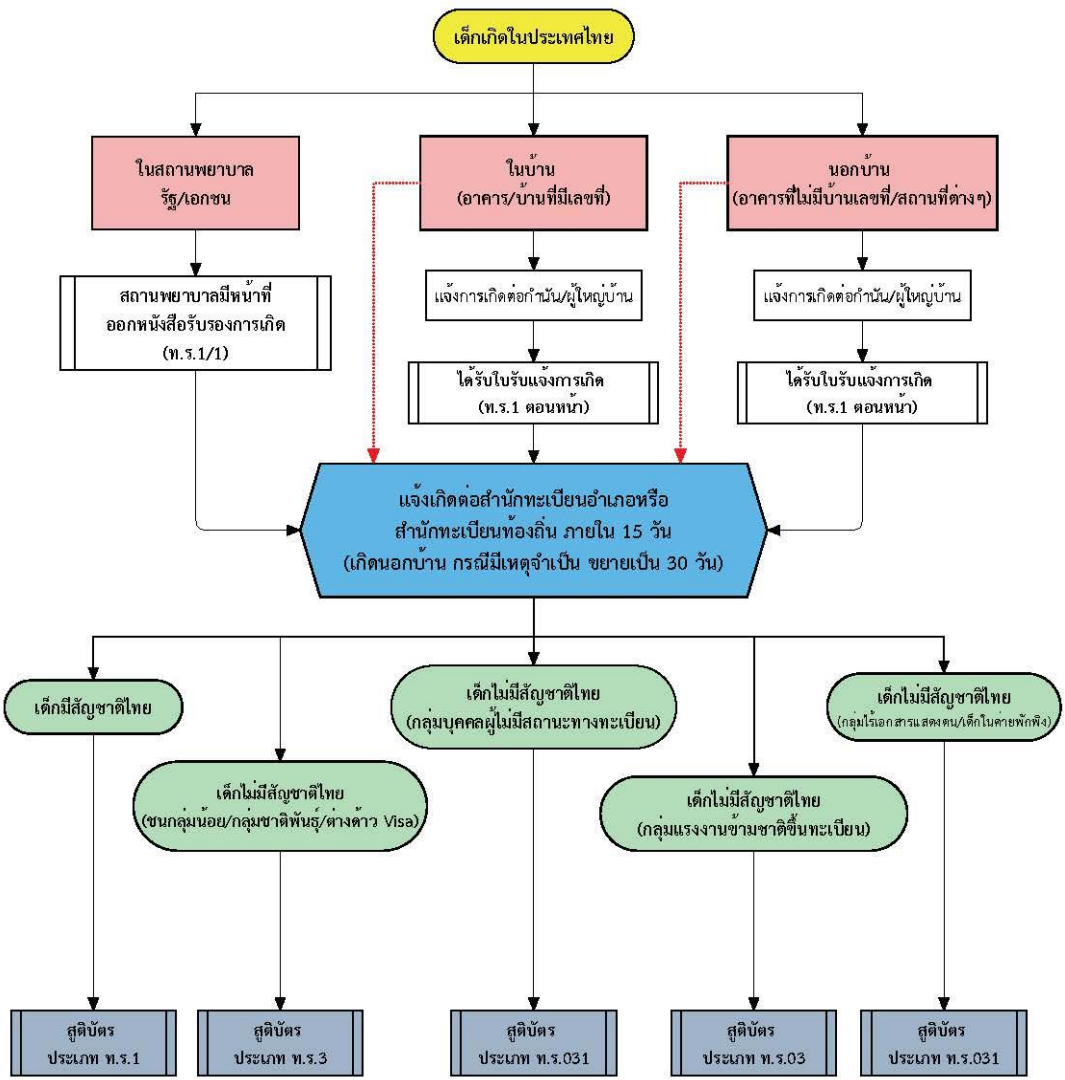 เด็กเกิดในประเทศไทย
ในสถานพยาบาล
รัฐ/เอกชน
ในบ้าน
(อาคาร/บ้านที่มีเลขที่)
นอกบ้าน
(อาคารที่ไม่มีบ้านเลขที่/สถานที่ต่างๆ)
สถานพยาบาลมีหน้าที่
ออกหนังสือรับรองการเกิด
(ท.ร.1/1)
แจ้งการเกิดต่อกำนัน/ผู้ใหญ่บ้าน
แจ้งการเกิดต่อกำนัน/ผู้ใหญ่บ้าน
ได้รับใบรับแจ้งการเกิด
(ท.ร.1 ตอนหน้า)
ได้รับใบรับแจ้งการเกิด
(ท.ร.1 ตอนหน้า)
แจ้งเกิดต่อสำนักทะเบียนอำเภอหรือ
สำนักทะเบียนท้องถิ่น ภายใน 15 วัน
(เกิดนอกบ้าน กรณีมีเหตุจำเป็น ขยายเป็น 30 วัน)
เด็กมีสัญชาติไทย
เด็กไม่มีสัญชาติไทย
(ชนกลุ่มน้อย/กลุ่มชาติพันธุ์/ต่างด้าว Visa)
เด็กไม่มีสัญชาติไทย
(กลุ่มบุคคลผู้ไม่มีสถานะทางทะเบียน)
เด็กไม่มีสัญชาติไทย
(กลุ่มแรงงานข้ามชาติขึ้นทะเบียน)
เด็กไม่มีสัญชาติไทย
(กลุ่มไร้เอกสารแสดงตน/เด็กในค่ายพักพิง)
สูติบัตร
ประเภท ท.ร.1
สูติบัตร
ประเภท ท.ร.3
สูติบัตร
ประเภท ท.ร.031
สูติบัตร
ประเภท ท.ร.03
สูติบัตร
ประเภท ท.ร.031